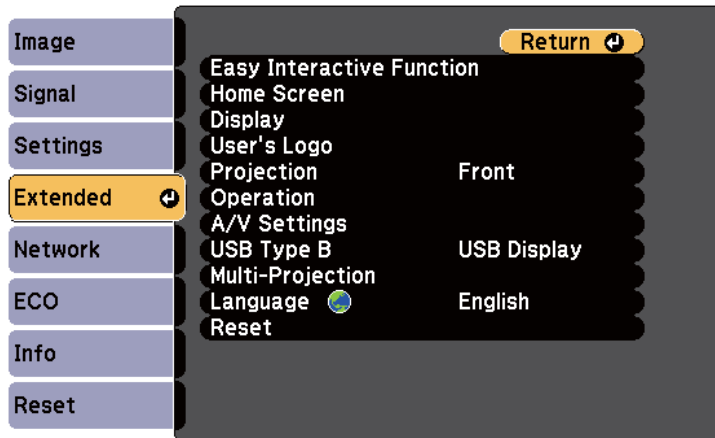 Image
Signal
Settings
Extended
Network
ECO
Info
Reset
Return
Easy Interactive Function
Home Screen
Display
User's Logo
Projection Front
Operation
A/V Settings
USB Type B USB Display
Multi-Projection
Language English
Reset